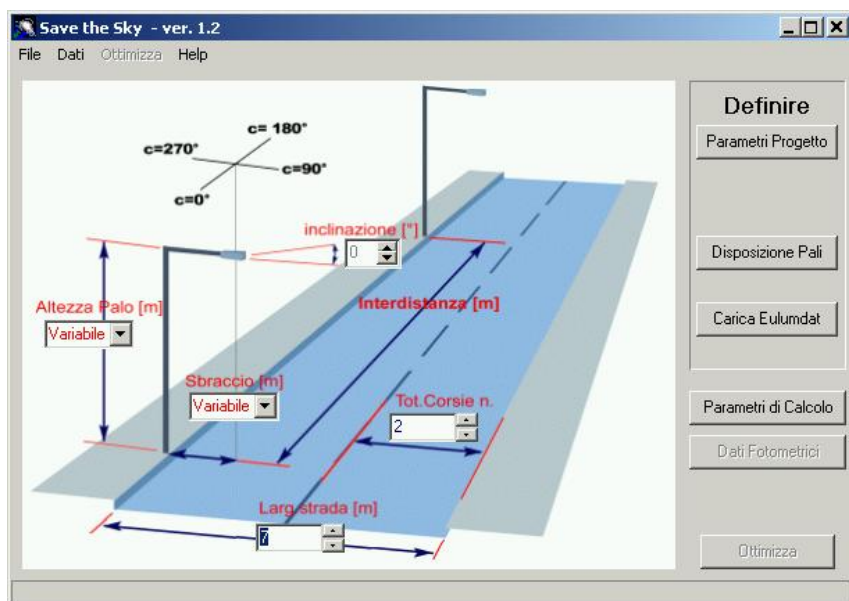 Save the Sky - ver. 1.2
File Dati Ottimizza Help
Definire
Parametri Progetto
Disposizione Pali
Carica Eulumdat
Parametri di Calcolo
Dati Fotometrici
Ottimizza
c= 180°
c=270°
c=90°
c=0°
inclinazione [°]
0
Altezza Palo [m]
Variabile
Interdistanza [m]
Sbraccio [m]
Variabile
Tot.Corsie n.
2
Larg.strada [m]
7